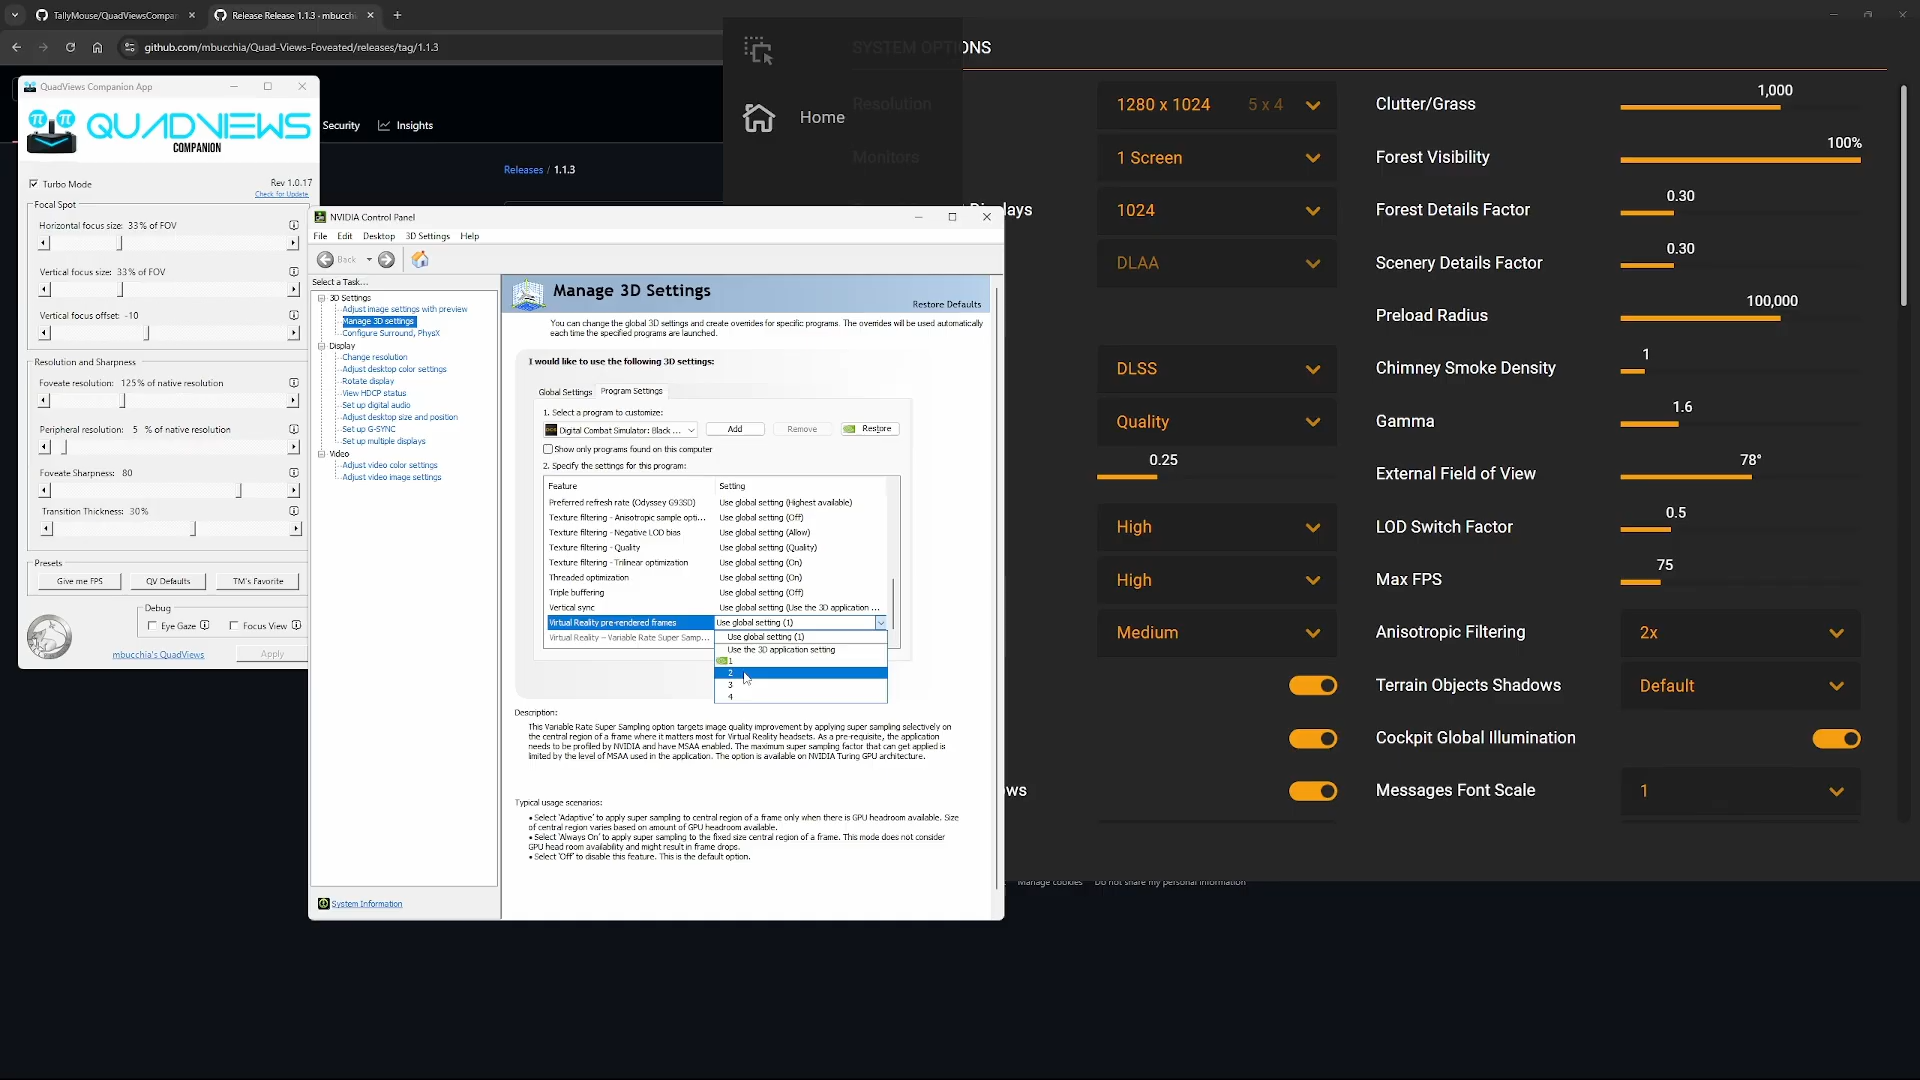 TallyMouse/QuadViewsCompan
Release Release 1.1.3 · mbucchi
github.com/mbucchia/Quad-Views-Foveated/releases/tag/1.1.3
Security
Insights
Releases / 1.1.3
QuadViews Companion App
QUADVIEWS
COMPANION
Turbo Mode
Rev 1.0.17
Check for Update
Focal Spot
Horizontal focus size: 33% of FOV
Vertical focus size: 33% of FOV
Vertical focus offset: -10
Resolution and Sharpness
Foveate resolution: 125% of native resolution
Peripheral resolution: 5 % of native resolution
Foveate Sharpness: 80
Transition Thickness: 30%
Presets
Give me FPS
QV Defaults
TM's Favorite
Debug
Eye Gaze
Focus View
mbucchia's QuadViews
Apply
NVIDIA Control Panel
File Edit Desktop 3D Settings Help
Back
Select a Task...
3D Settings
Adjust image settings with preview
Manage 3D settings
Configure Surround, PhysX
Display
Change resolution
Adjust desktop color settings
Rotate display
View HDCP status
Set up digital audio
Adjust desktop size and position
Set up G-SYNC
Set up multiple displays
Video
Adjust video color settings
Adjust video image settings
System Information
Manage 3D Settings
Restore Defaults
You can change the global 3D settings and create overrides for specific programs. The overrides will be used automatically
each time the specified programs are launched.
I would like to use the following 3D settings:
Global Settings
Program Settings
1. Select a program to customize:
Digital Combat Simulator: Black ...
Add
Remove
Restore
Show only programs found on this computer
2. Specify the settings for this program:
Feature Setting
Preferred refresh rate (Odyssey G93SD) Use global setting (Highest available)
Texture filtering - Anisotropic sample opti... Use global setting (Off)
Texture filtering - Negative LOD bias Use global setting (Allow)
Texture filtering - Quality Use global setting (Quality)
Texture filtering - Trilinear optimization Use global setting (On)
Threaded optimization Use global setting (On)
Triple buffering Use global setting (Off)
Vertical sync Use global setting (Use the 3D application ...
Virtual Reality pre-rendered frames Use global setting (1)
Virtual Reality – Variable Rate Super Samp...
Use global setting (1)
Use the 3D application setting
1
2
3
4
Description:
This Variable Rate Super Sampling option targets image quality improvement by applying super sampling selectively on
the central region of a frame where it matters most for Virtual Reality headsets. As a pre-requisite, the application
needs to be profiled by NVIDIA and have MSAA enabled. The maximum super sampling factor that can get applied is
limited by the level of MSAA used in the application. The option is available on NVIDIA Turing GPU architecture.
Typical usage scenarios:
• Select 'Adaptive' to apply super sampling to central region of a frame only when there is GPU headroom available. Size
of central region varies based on amount of GPU headroom available.
• Select 'Always On' to apply super sampling to the fixed size central region of a frame. This mode does not consider
GPU head room availability and might result in frame drops.
• Select 'Off' to disable this feature. This is the default option.
Home
SYSTEM OPTIONS
Resolution
Monitors
lays
ws
1280 x 1024 5 x 4
1 Screen
1024
DLAA
DLSS
Quality
0.25
High
High
Medium
Clutter/Grass 1,000
Forest Visibility 100%
Forest Details Factor 0.30
Scenery Details Factor 0.30
Preload Radius 100,000
Chimney Smoke Density 1
Gamma 1.6
External Field of View 78°
LOD Switch Factor 0.5
Max FPS 75
Anisotropic Filtering 2x
Terrain Objects Shadows Default
Cockpit Global Illumination
Messages Font Scale 1
Manage cookies Do not share my personal information